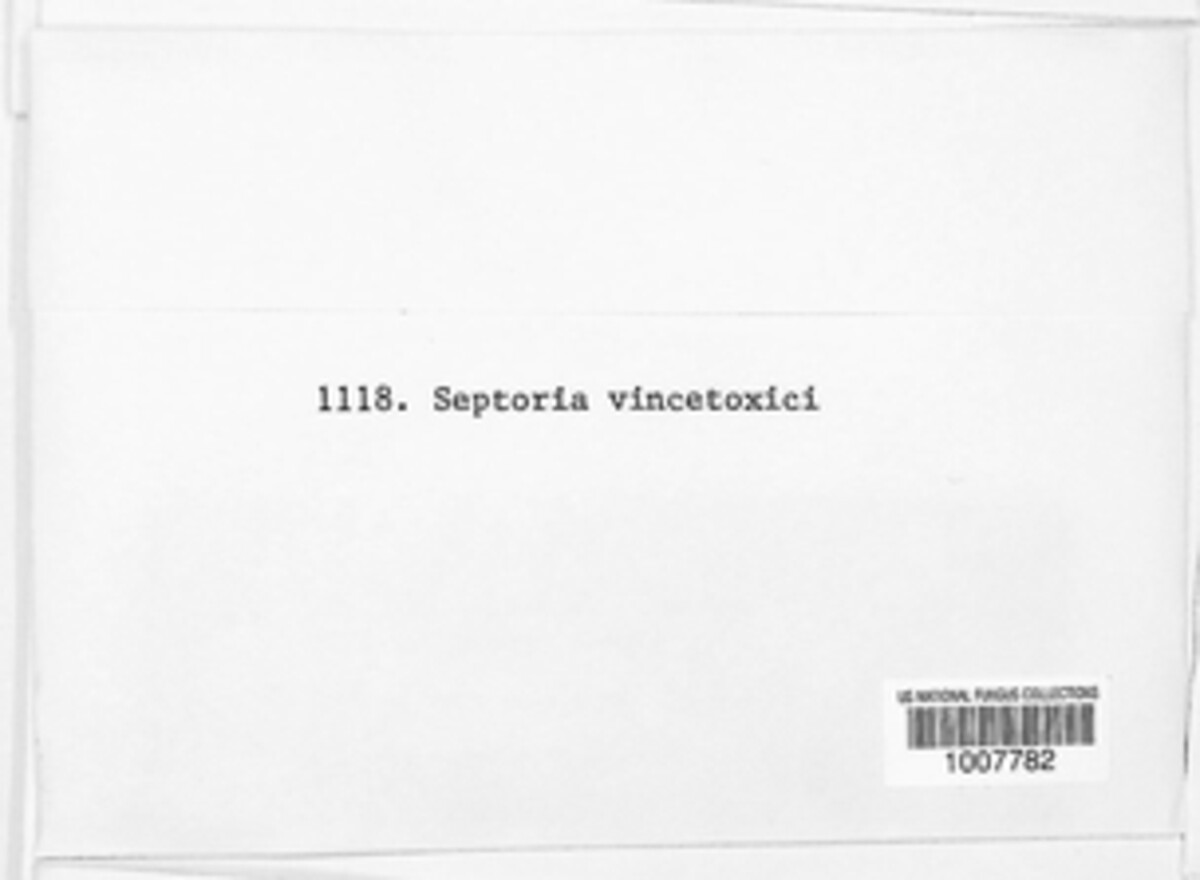 1118. Septoria vincetoxici
US NATIONAL FUNGUS COLLECTIONS
1007782